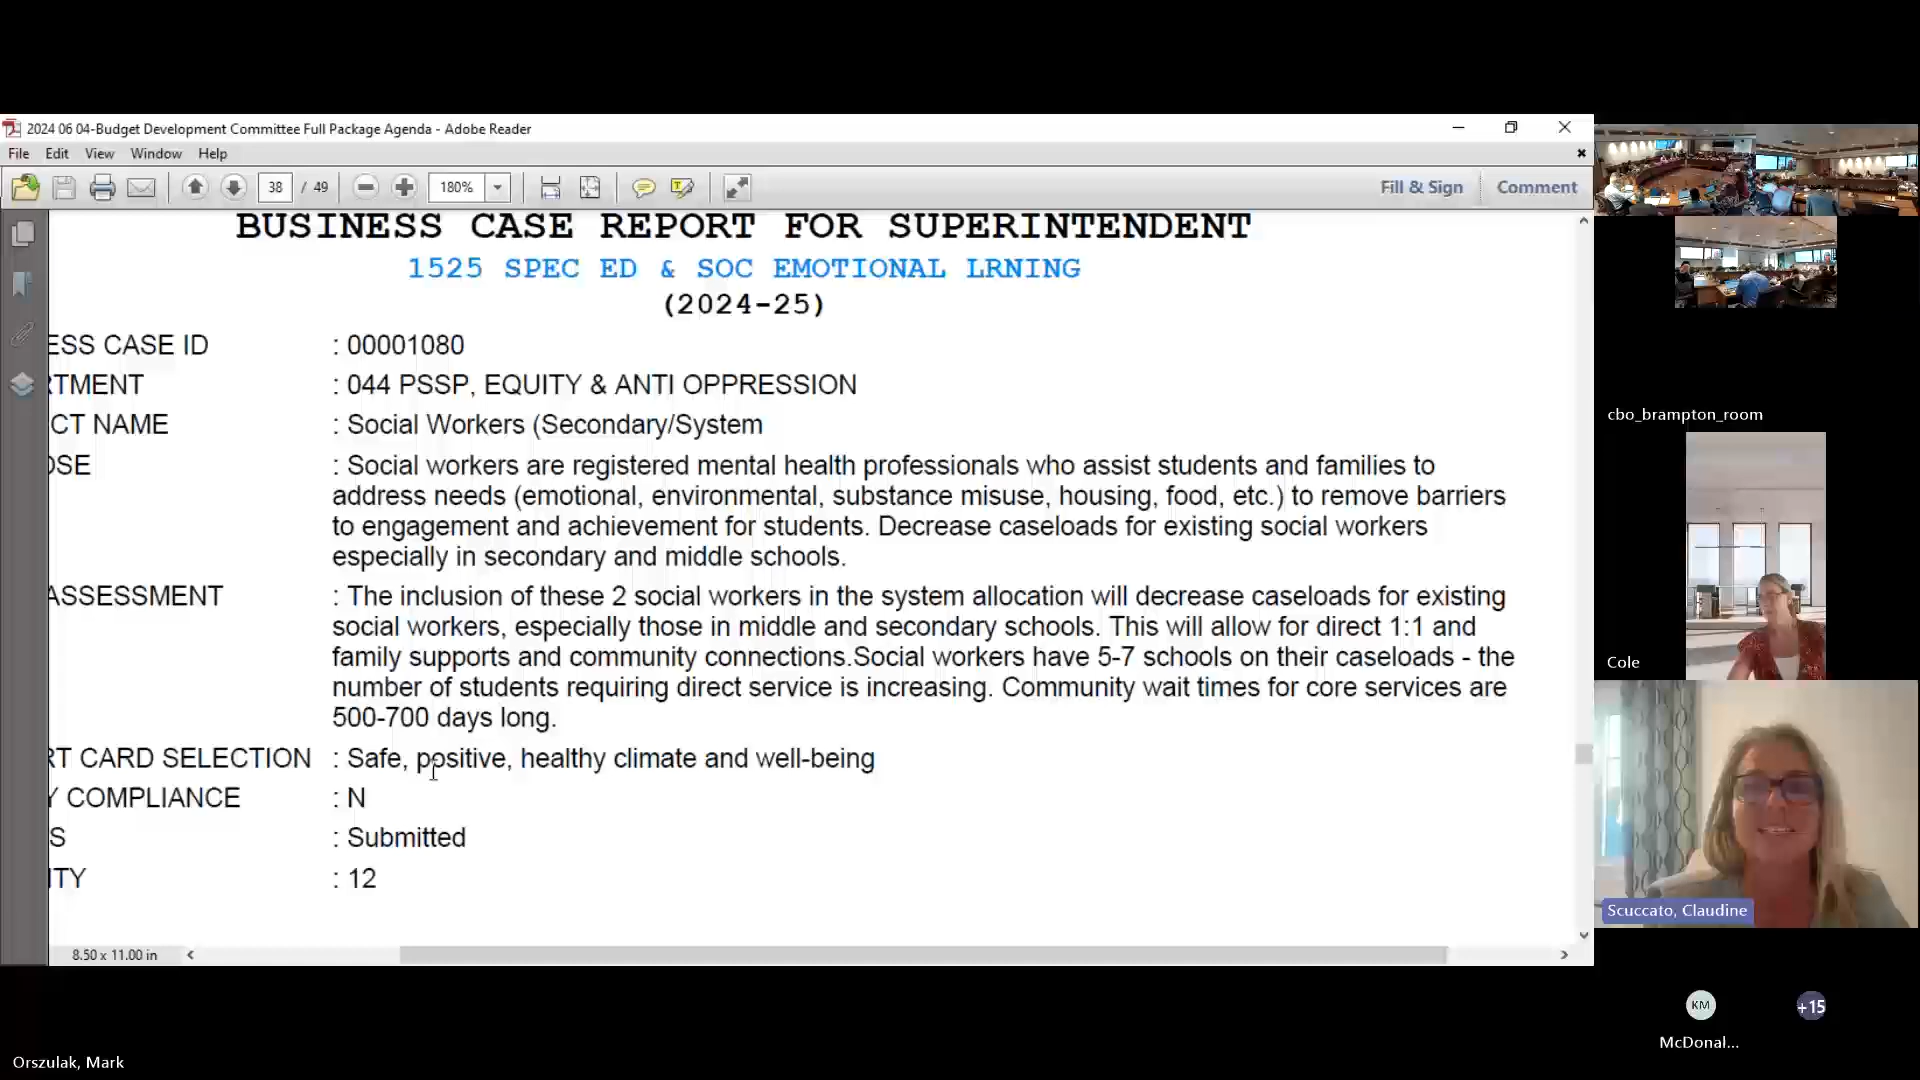 2024 06 04-Budget Development Committee Full Package Agenda - Adobe Reader
File Edit View Window Help
38 / 49
180%
Fill & Sign
Comment
BUSINESS CASE REPORT FOR SUPERINTENDENT
1525 SPEC ED & SOC EMOTIONAL LRNING
(2024-25)
ESS CASE ID : 00001080
RTMENT : 044 PSSP, EQUITY & ANTI OPPRESSION
CT NAME : Social Workers (Secondary/System
OSE : Social workers are registered mental health professionals who assist students and families to
address needs (emotional, environmental, substance misuse, housing, food, etc.) to remove barriers
to engagement and achievement for students. Decrease caseloads for existing social workers
especially in secondary and middle schools.
ASSESSMENT : The inclusion of these 2 social workers in the system allocation will decrease caseloads for existing
social workers, especially those in middle and secondary schools. This will allow for direct 1:1 and
family supports and community connections.Social workers have 5-7 schools on their caseloads - the
number of students requiring direct service is increasing. Community wait times for core services are
500-700 days long.
RT CARD SELECTION : Safe, positive, healthy climate and well-being
Y COMPLIANCE : N
S : Submitted
ITY : 12
8.50 x 11.00 in
cbo_brampton_room
Cole
Scuccato, Claudine
KM
+15
McDonal...
Orszulak, Mark